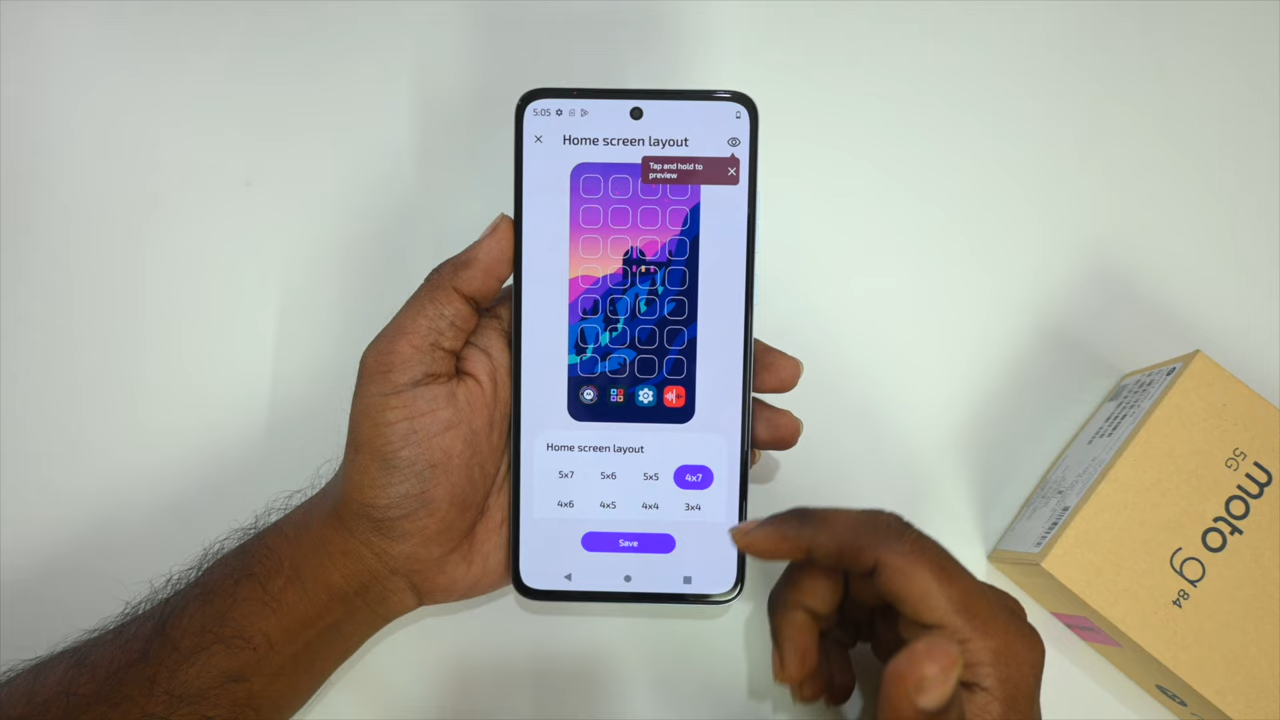 5:05
Home screen layout
Tap and hold to
preview
Home screen layout
5x7 5x6 5x5 4x7
4x6 4x5 4x4 3x4
Save
moto g 84
5G